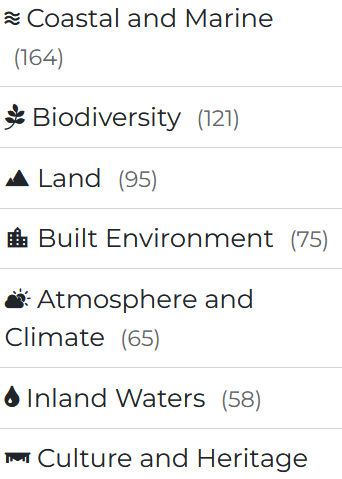 Coastal and Marine
(164)
Biodiversity (121)
Land (95)
Built Environment (75)
Atmosphere and
Climate (65)
Inland Waters (58)
Culture and Heritage